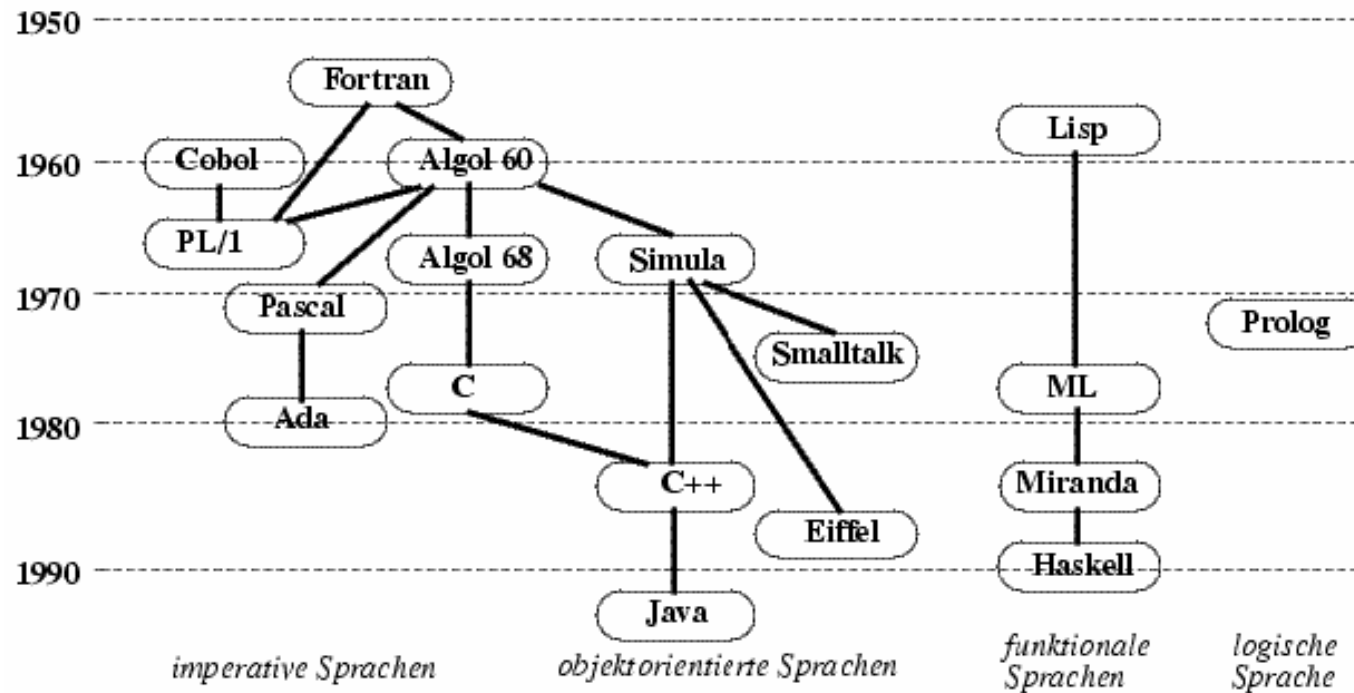 1950
Fortran
Lisp
Cobol
Algol 60
1960
PL/1
Algol 68
Simula
1970
Pascal
Prolog
Smalltalk
C
ML
Ada
1980
C++
Miranda
Eiffel
Haskell
1990
Java
imperative Sprachen
objektorientierte Sprachen
funktionale
Sprachen
logische
Sprache